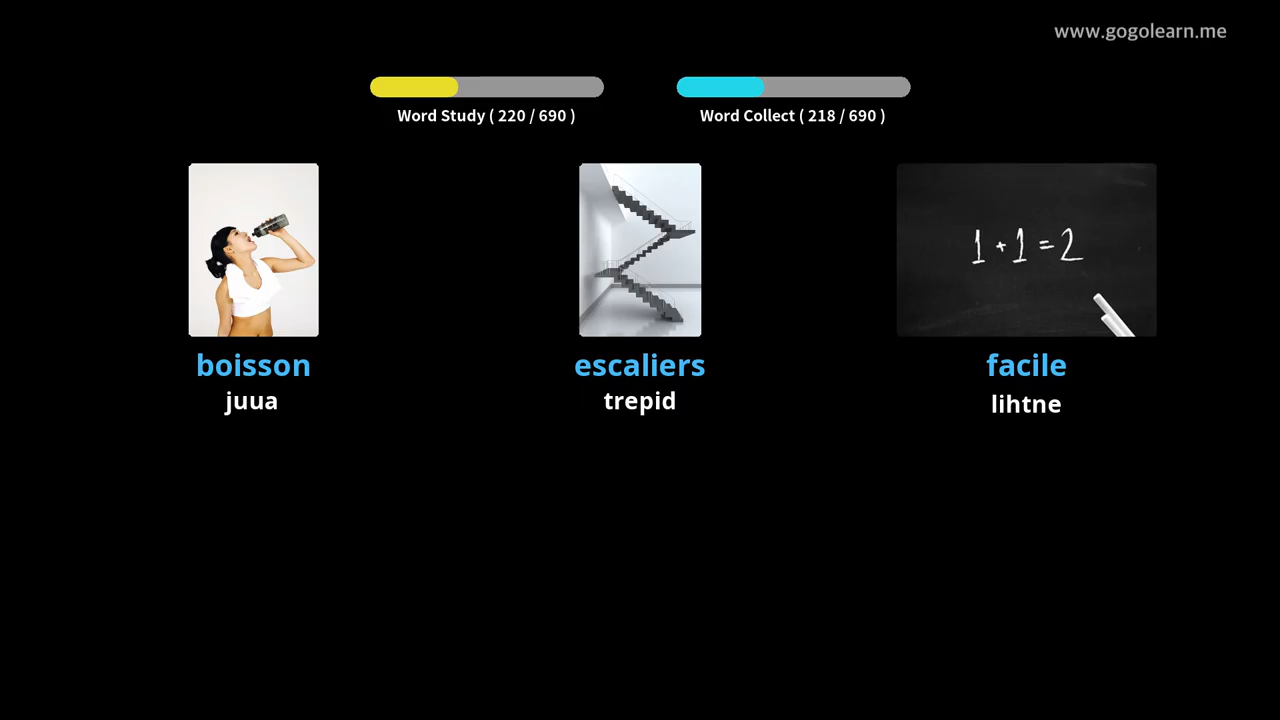 www.gogolearn.me
Word Study ( 220 / 690 )
Word Collect ( 218 / 690 )
1 + 1 = 2
boisson
juua
escaliers
trepid
facile
lihtne